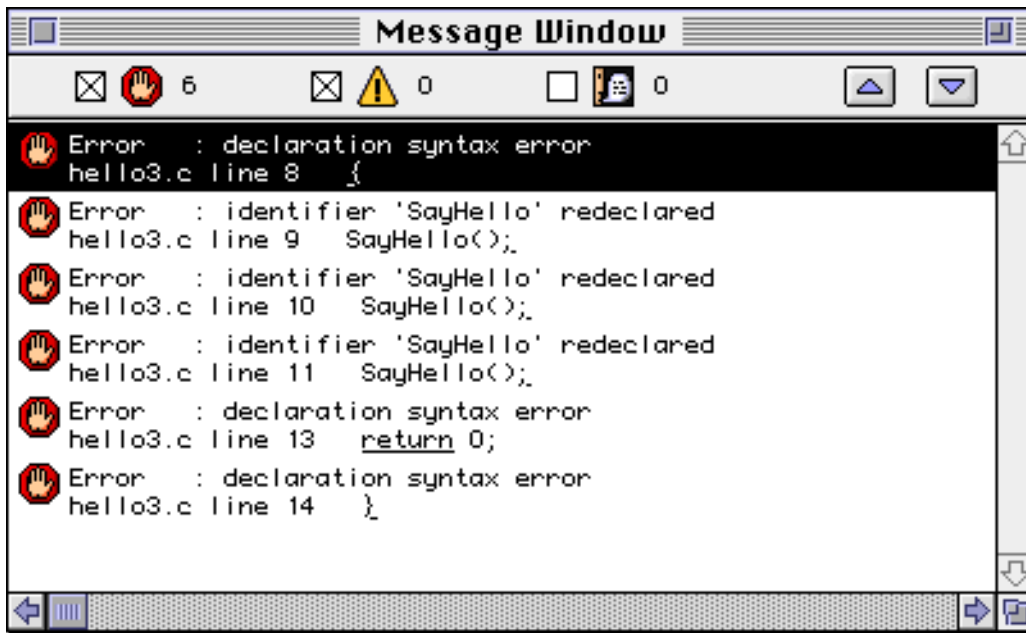 Message Window
6 0 0
Error : declaration syntax error
hello3.c line 8 {
Error : identifier 'SayHello' redeclared
hello3.c line 9 SayHello();
Error : identifier 'SayHello' redeclared
hello3.c line 10 SayHello();
Error : identifier 'SayHello' redeclared
hello3.c line 11 SayHello();
Error : declaration syntax error
hello3.c line 13 return 0;
Error : declaration syntax error
hello3.c line 14 }